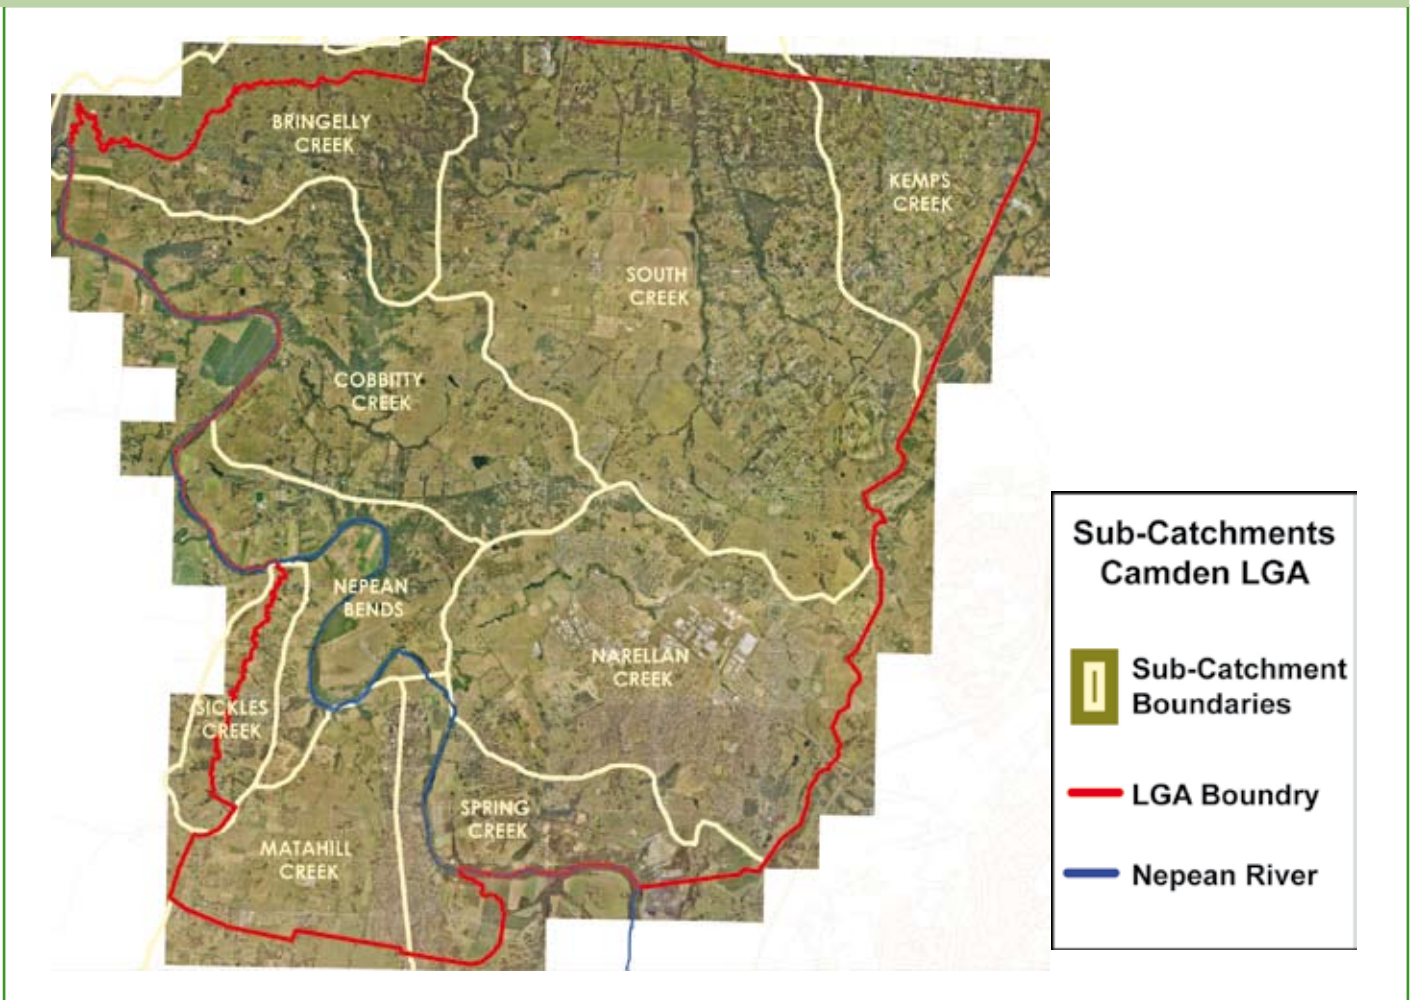 BRINGELLY
CREEK
KEMPS
CREEK
SOUTH
CREEK
COBBITTY
CREEK
NEPEAN
BENDS
NARELLAN
CREEK
SICKLES
CREEK
SPRING
CREEK
MATAHILL
CREEK
Sub-Catchments
Camden LGA
Sub-Catchment
Boundaries
LGA Boundry
Nepean River